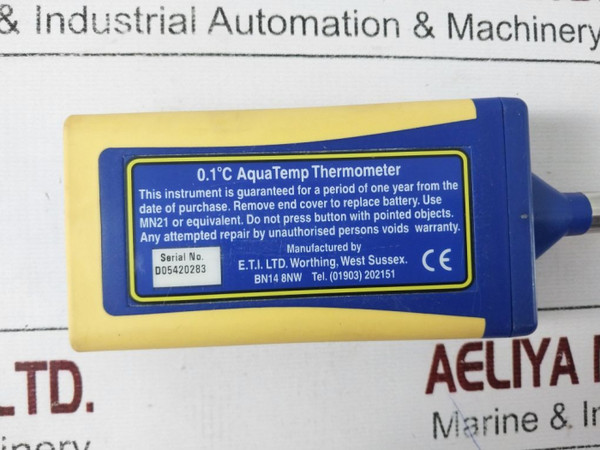 & Industrial Automation & Machinery
0.1°C AquaTemp Thermometer
This instrument is guaranteed for a period of one year from the
date of purchase. Remove end cover to replace battery. Use
MN21 or equivalent. Do not press button with pointed objects.
Any attempted repair by unauthorised persons voids warranty.
Serial No.
D05420283
Manufactured by
E.T.I. LTD. Worthing, West Sussex.
BN14 8NW Tel. (01903) 202151
CE
LTD.
AELIYA
Marine &